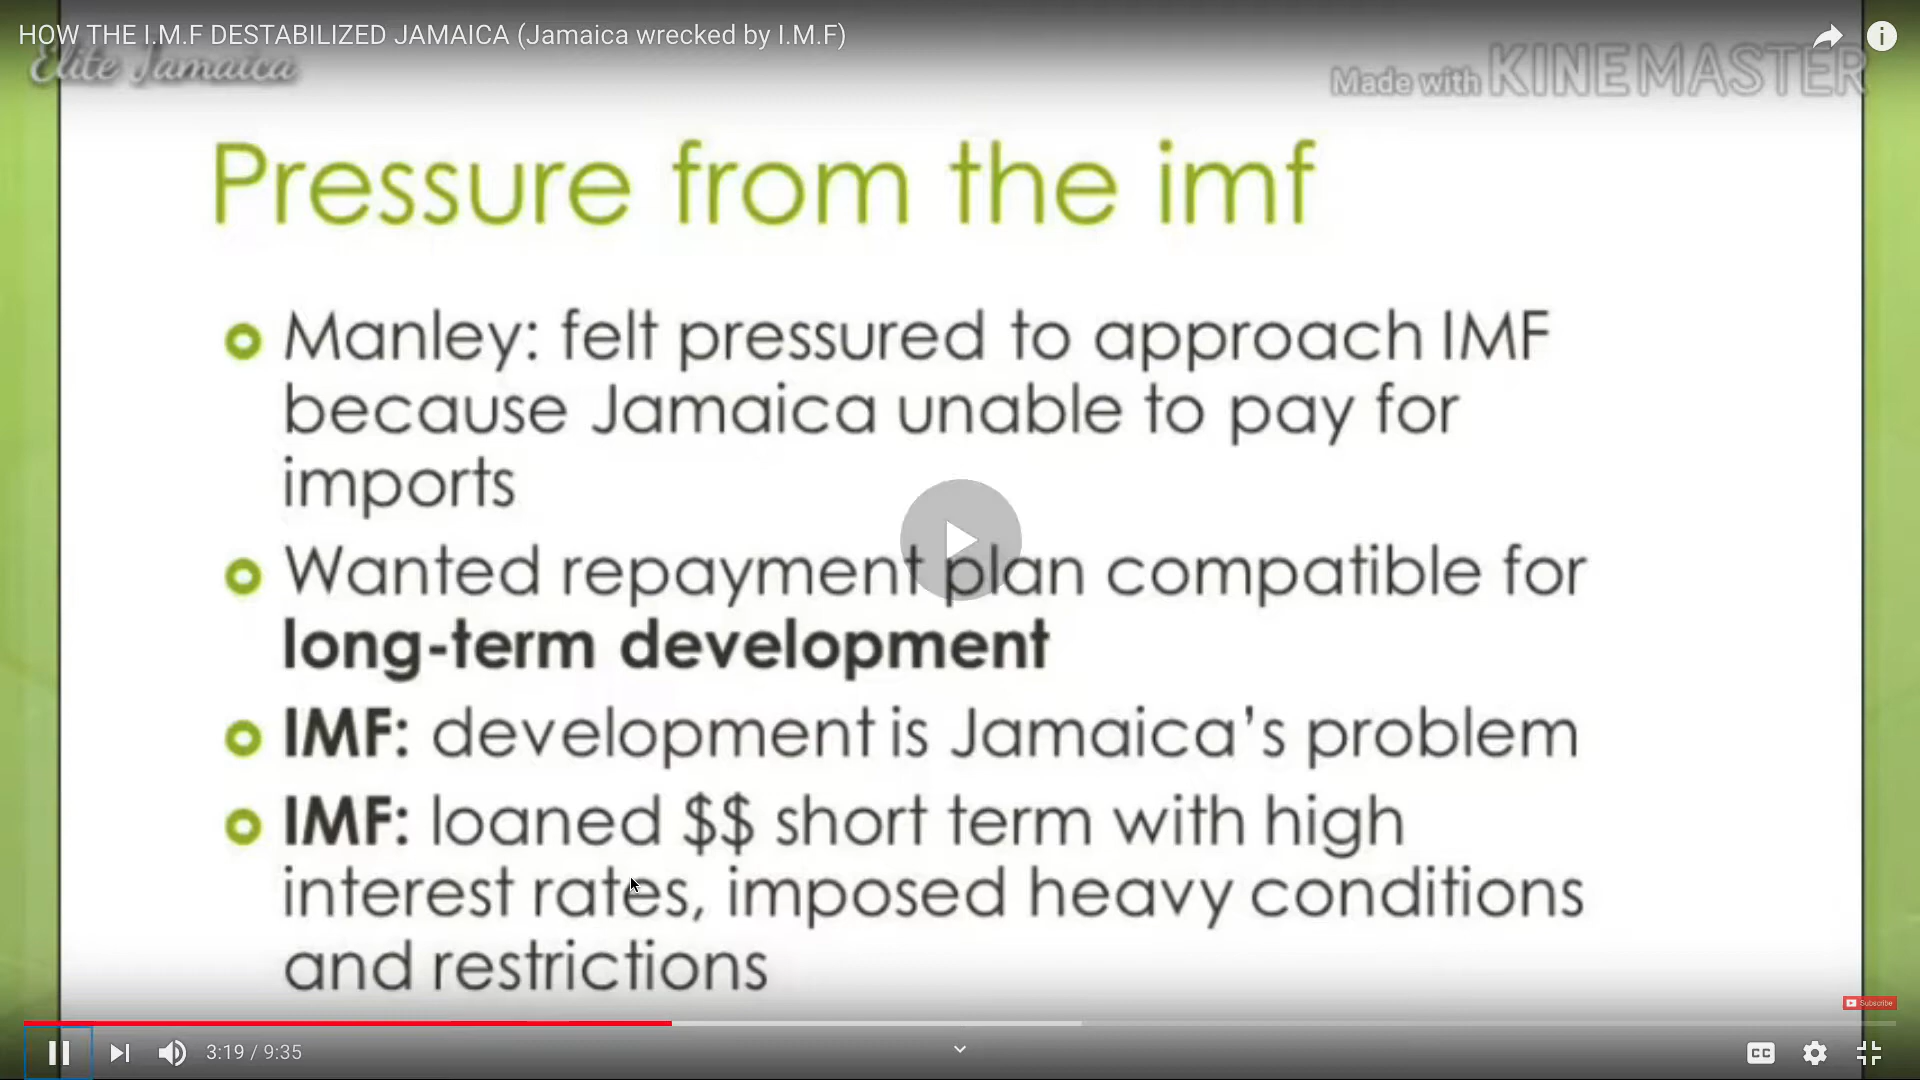 HOW THE I.M.F DESTABILIZED JAMAICA (Jamaica wrecked by I.M.F)
Elite Jamaica
Made with KINEMASTER
Pressure from the imf
Manley: felt pressured to approach IMF
because Jamaica unable to pay for
imports
Wanted repayment plan compatible for
long-term development
IMF: development is Jamaica's problem
IMF: loaned $$ short term with high
interest rates, imposed heavy conditions
and restrictions
Subscribe
3:19 / 9:35
CC